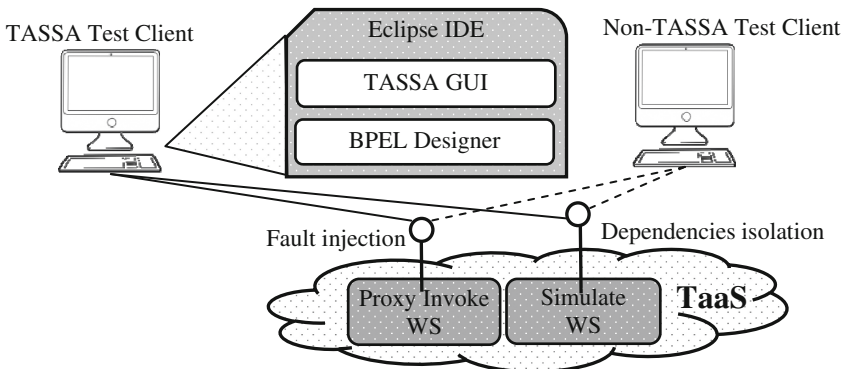 TASSA Test Client
Eclipse IDE
Non-TASSA Test Client
TASSA GUI
BPEL Designer
Fault injection
Dependencies isolation
Proxy Invoke
WS
Simulate
WS
TaaS